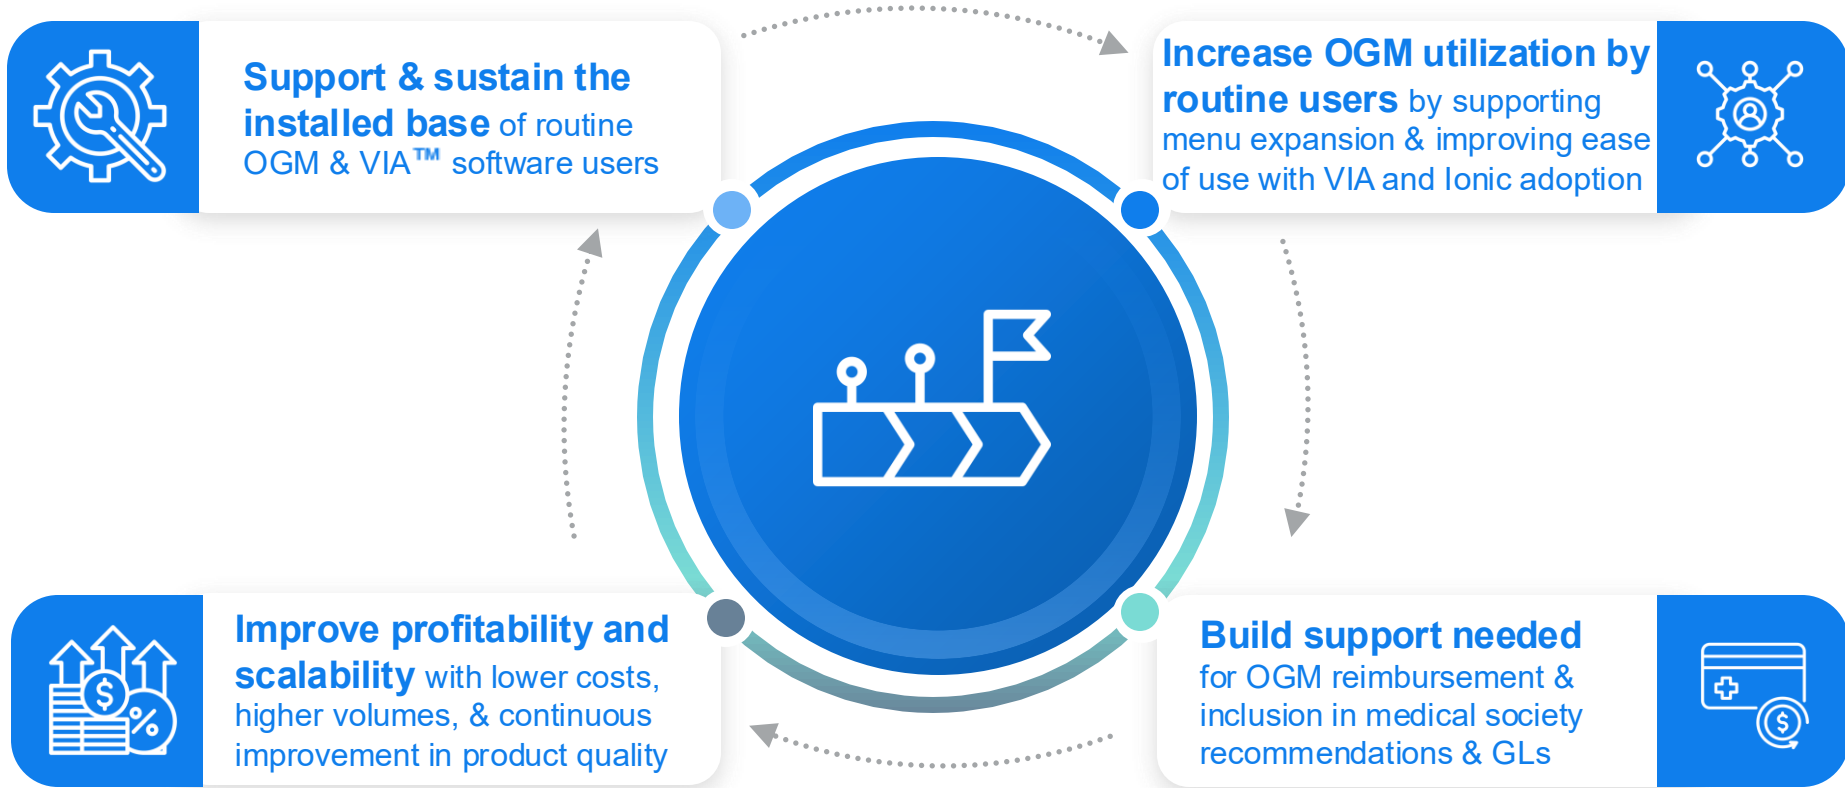 Support & sustain the
installed base of routine
OGM & VIA™ software users
Increase OGM utilization by
routine users by supporting
menu expansion & improving ease
of use with VIA and Ionic adoption
Improve profitability and
scalability with lower costs,
higher volumes, & continuous
improvement in product quality
Build support needed
for OGM reimbursement &
inclusion in medical society
recommendations & GLs
$
%
$